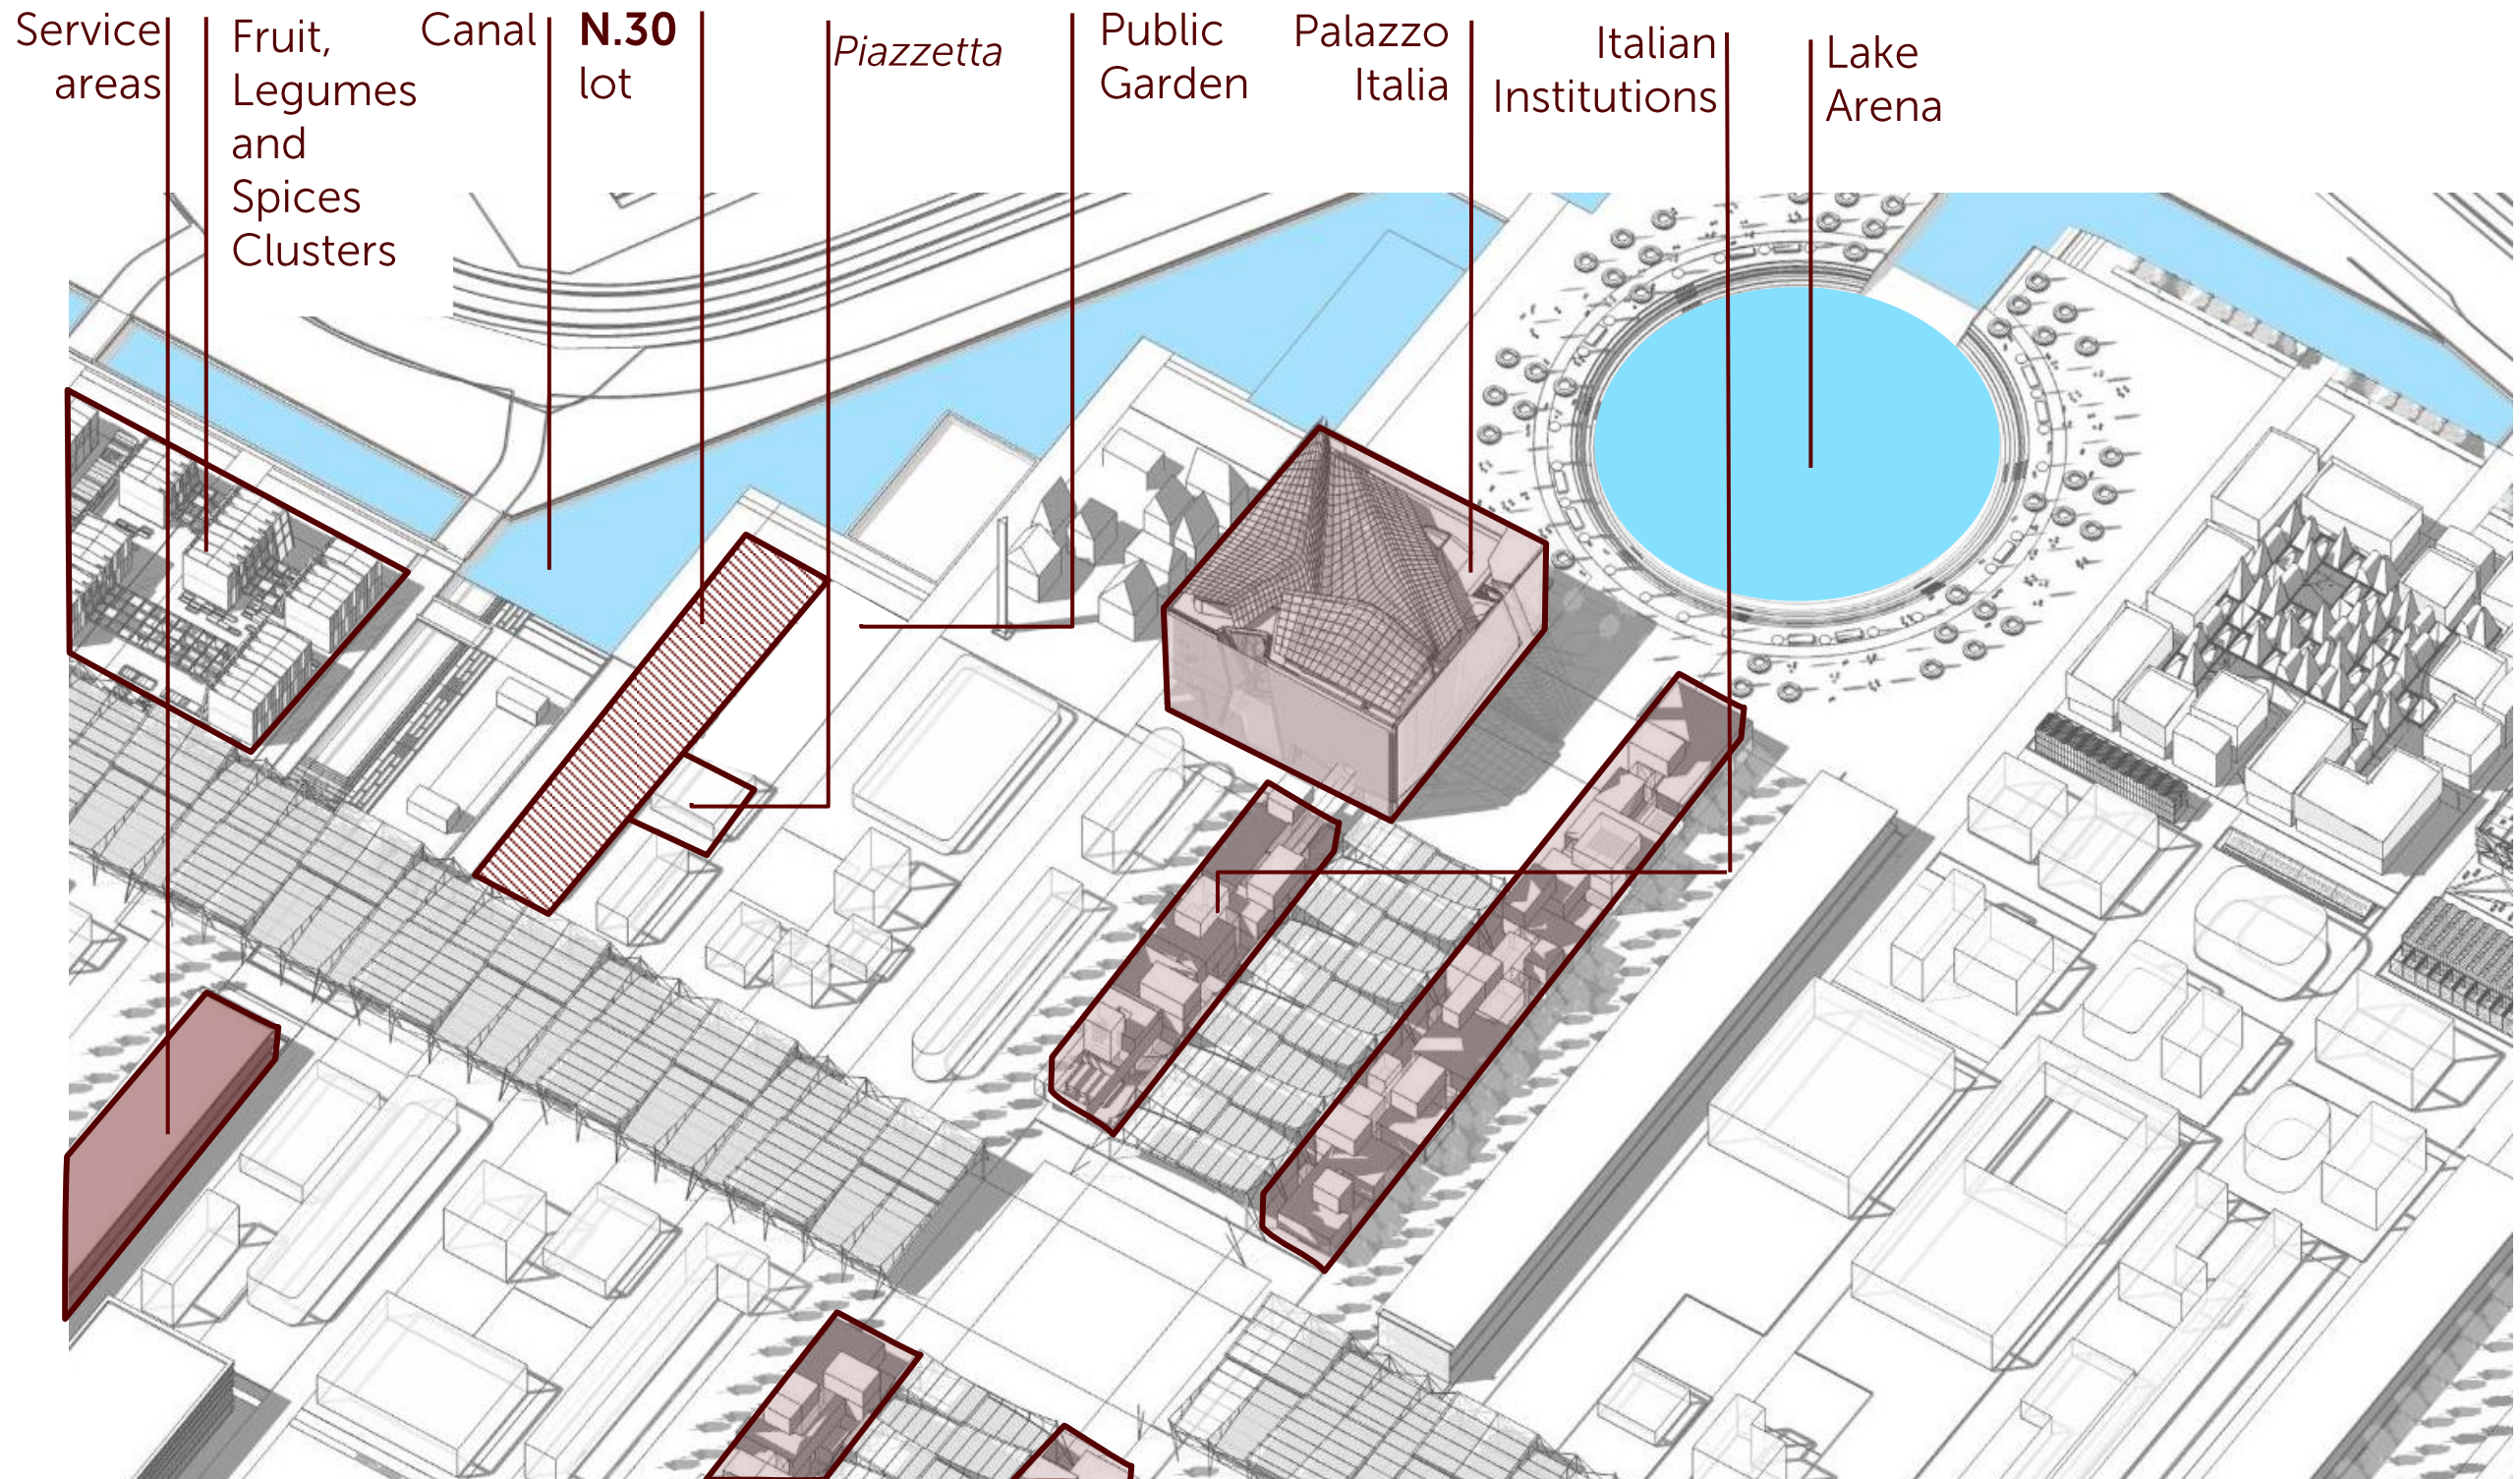 Service
areas
Fruit,
Legumes
and
Spices
Clusters
Canal
N.30
lot
Piazzetta
Public
Garden
Palazzo
Italia
Italian
Institutions
Lake
Arena